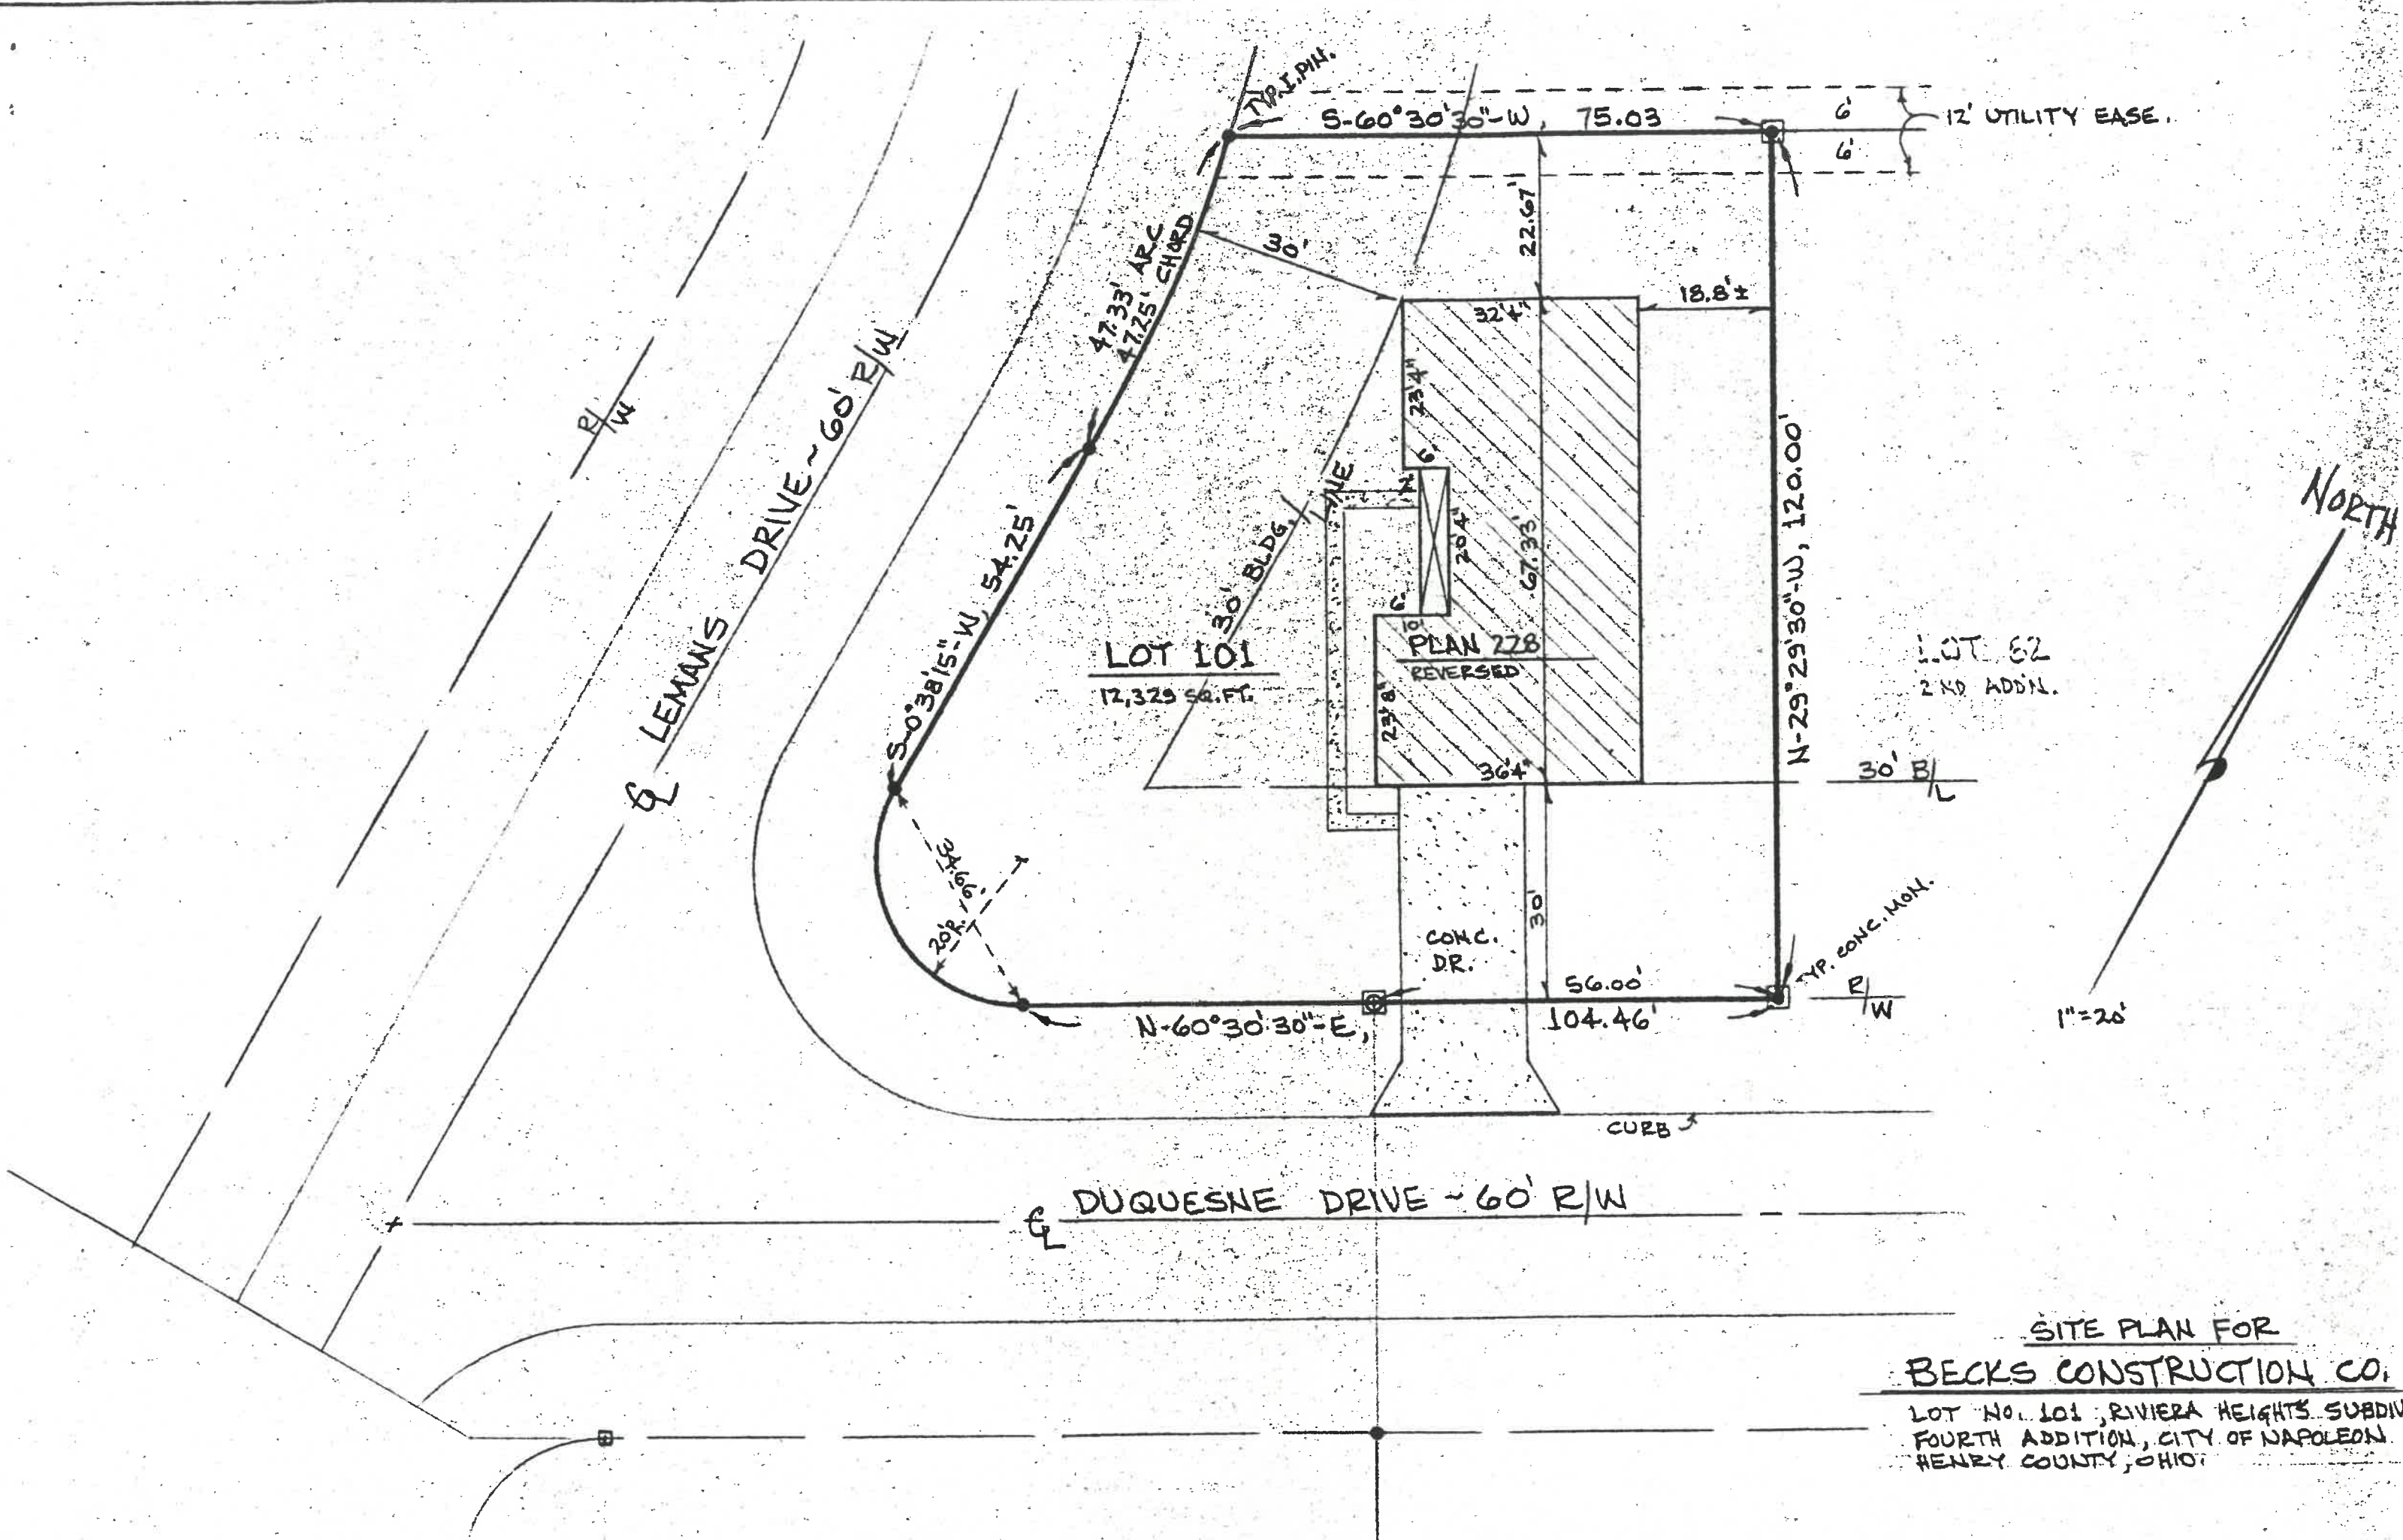 TYP. I. PIN.
S-60°30'30"-W, 75.03
6'
6'
12' UTILITY EASE.
47.33' ARC
47.25' CHORD
30'
22.67'
18.8'±
32'4"
23'4"
R/W
LEMANS DRIVE ~ 60' R/W
℄
S-0°38'15"-W, 54.25'
30' BLDG. LINE
6'
2'
20'4"
67.33'
6'
10'
N-29°29'30"-W, 120.00'
NORTH
LOT 101
12,329 SQ.FT.
PLAN 228
REVERSED
23'8"
36'4"
LOT 62
2ND ADD'N.
30' B/L
34.66'
20'R.
CONC.
DR.
30'
TYP. CONC. MON.
R/W
56.00'
N-60°30'30"-E, 104.46'
1"=20'
CURB
℄ DUQUESNE DRIVE ~ 60' R/W
SITE PLAN FOR
BECKS CONSTRUCTION CO.
LOT NO. 101, RIVIERA HEIGHTS SUBDIV
FOURTH ADDITION, CITY OF NAPOLEON
HENRY COUNTY, OHIO.